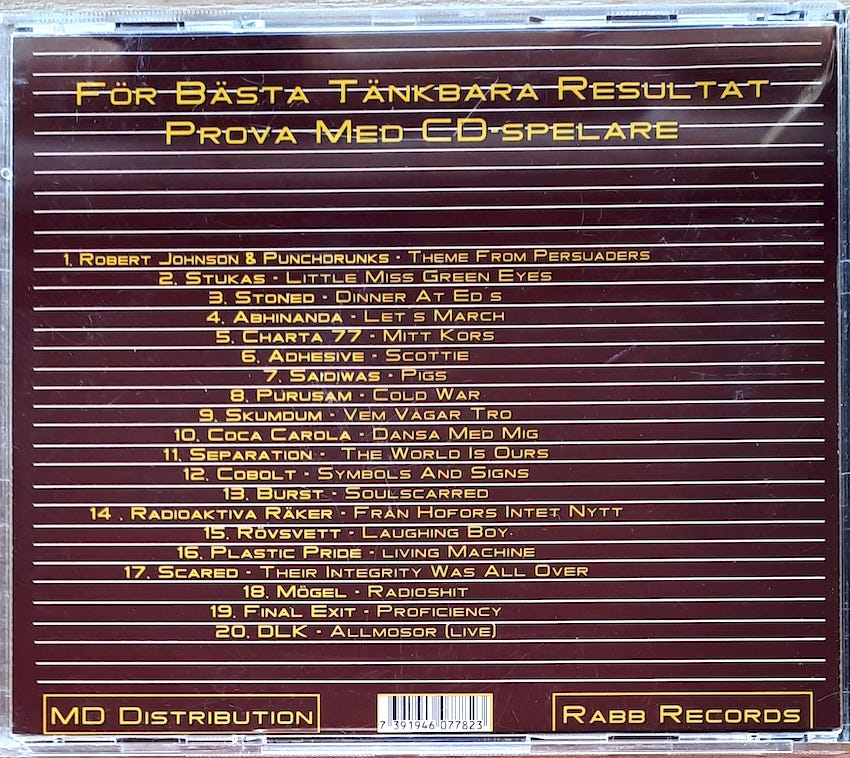 För Bästa Tänkbara Resultat
Prova Med CD-spelare
1. Robert Johnson & Punchdrunks - Theme From Persuaders
2. Stukas - Little Miss Green Eyes
3. Stoned - Dinner At Ed s
4. Abhinanda - Let s March
5. Charta 77 - Mitt Kors
6. Adhesive - Scottie
7. Saidiwas - Pigs
8. Purusam - Cold War
9. Skumdum - Vem Vågar Tro
10. Coca Carola - Dansa Med Mig
11. Separation - The World Is Ours
12. Cobolt - Symbols And Signs
13. Burst - Soulscarred
14 . Radioaktiva Räker - Från Hofors Intet Nytt
15. Rövsvett - Laughing Boy.
16. Plastic Pride - living Machine
17. Scared - Their Integrity Was All Over
18. Mögel - Radioshit
19. Final Exit - Proficiency
20. DLK - Allmosor (live)
MD Distribution
7 391946 077823
Rabb Records